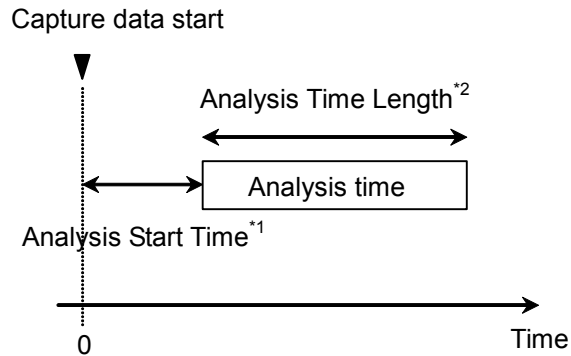 Capture data start
Analysis Time Length*2
Analysis time
Analysis Start Time*1
0
Time